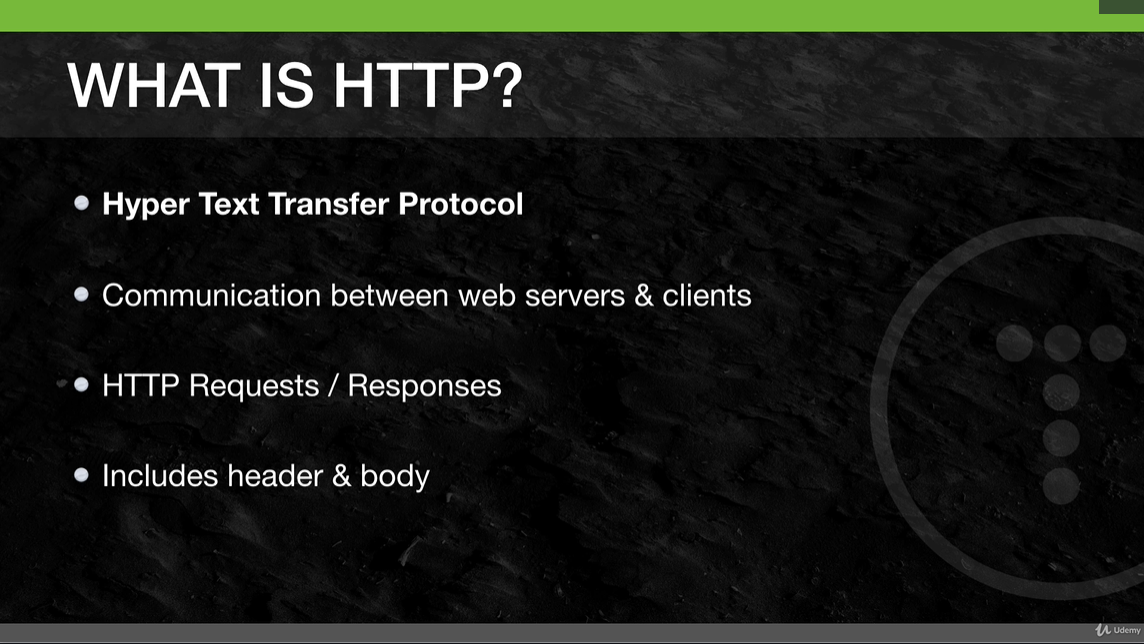 WHAT IS HTTP?
Hyper Text Transfer Protocol
Communication between web servers & clients
HTTP Requests / Responses
Includes header & body
Udemy